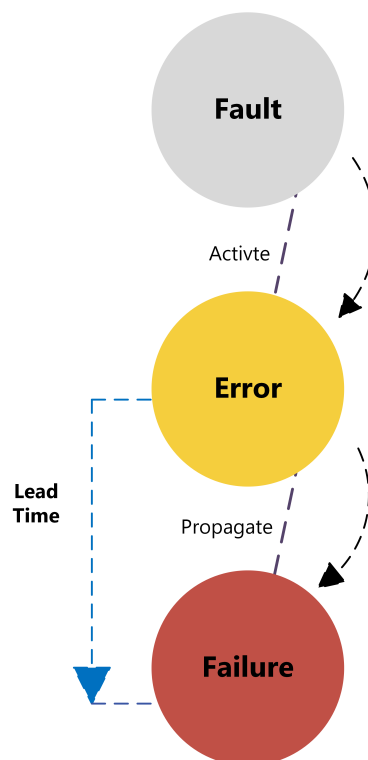 Fault
Activte
Error
Lead
Time
Propagate
Failure